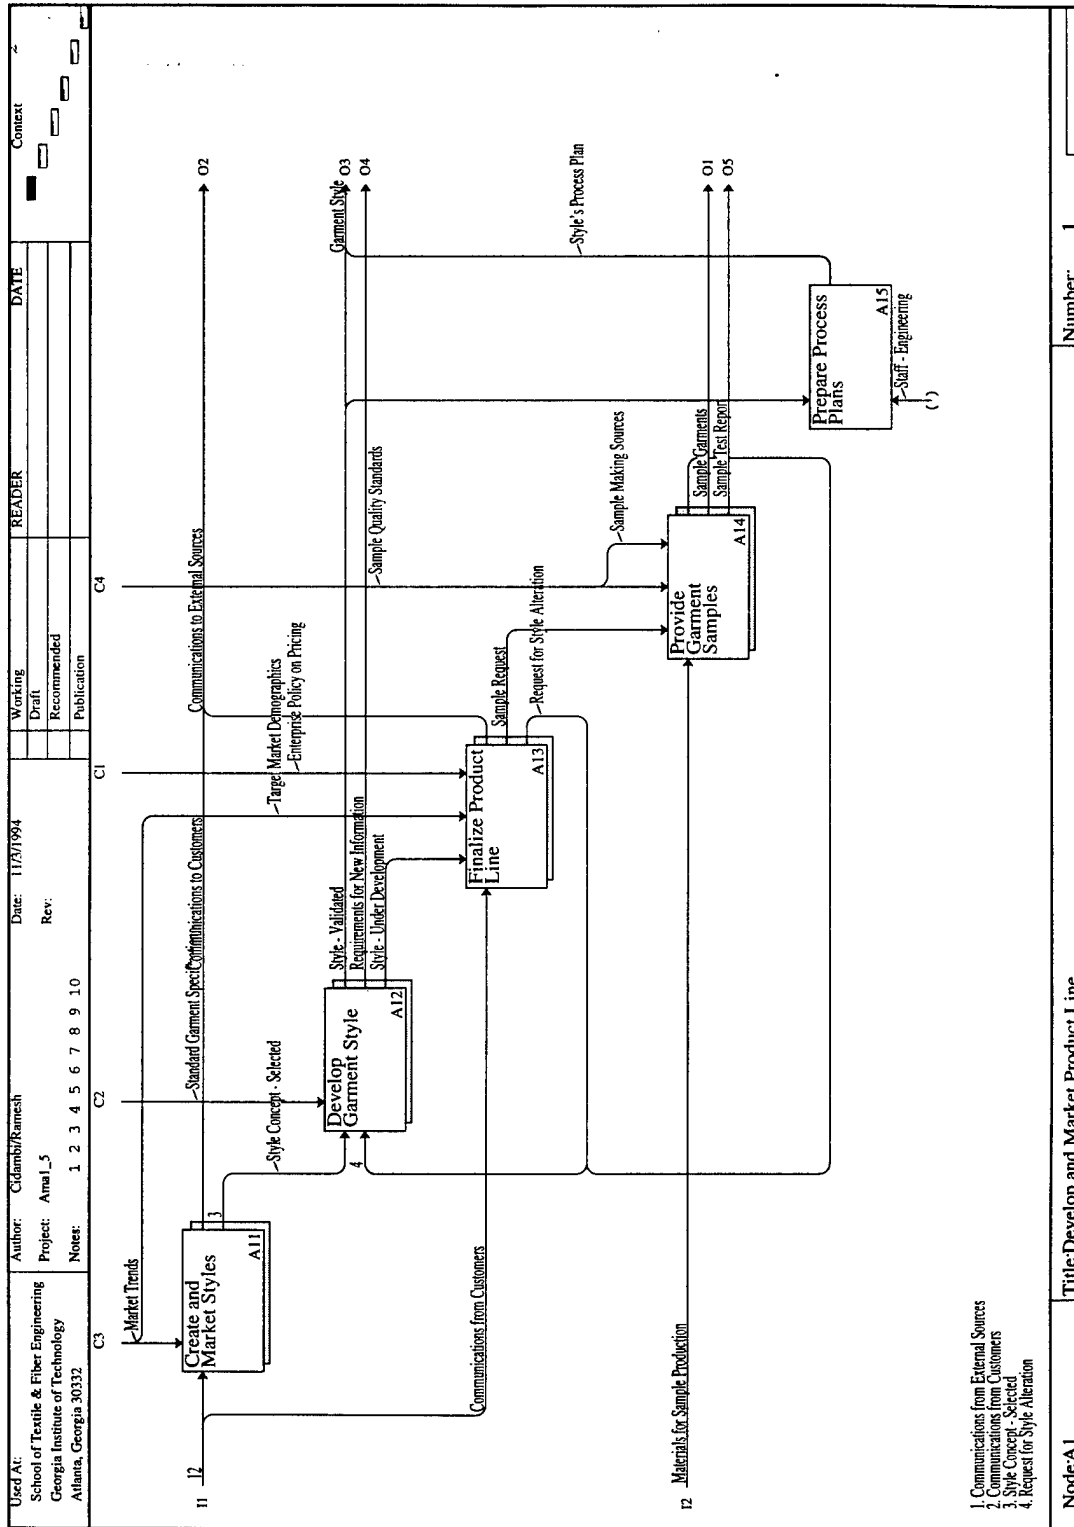 Used At:
School of Textile & Fiber Engineering
Georgia Institute of Technology
Atlanta, Georgia 30332
Author: Cidambi/Ramesh
Project: Ama1_5
Notes: 1 2 3 4 5 6 7 8 9 10
Date: 11/3/1994
Rev:
Working
Draft
Recommended
Publication
READER DATE
Context
C3
C2
C1
C4
Market Trends
I1
12
Create and
Market Styles
A11
3
Standard Garment Specif
Communications to Customers
Communications to External Sources
O2
Style Concept - Selected
4
Develop
Garment Style
A12
Style - Validated
Requirements for New Information
Style - Under Development
Target Market Demographics
Enterprise Policy on Pricing
Garment Style
O3
O4
Sample Quality Standards
Communications from Customers
Finalize Product
Line
A13
Sample Request
Request for Style Alteration
Sample Making Sources
Style's Process Plan
I2
Materials for Sample Production
Provide
Garment
Samples
A14
Sample Garments
Sample Test Report
O1
O5
Prepare Process
Plans
A15
Staff - Engineering
1. Communications from External Sources
2. Communications from Customers
3. Style Concept - Selected
4. Request for Style Alteration
Node:A1
Title:Develop and Market Product Line
Number: 1